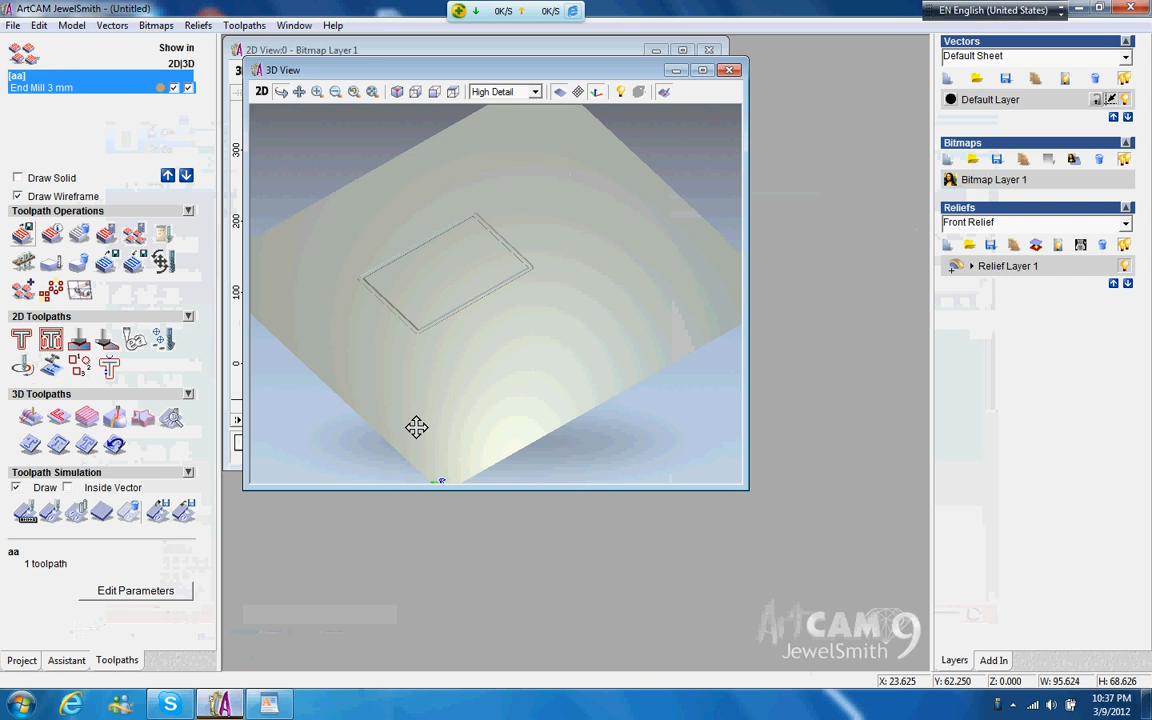 ArtCAM JewelSmith - (Untitled)
0K/S
0K/S
EN English (United States)
File Edit Model Vectors Bitmaps Reliefs Toolpaths Window Help
Show in
2D|3D
[aa]
End Mill 3 mm
Draw Solid
Draw Wireframe
Toolpath Operations
2D Toolpaths
3D Toolpaths
Toolpath Simulation
Draw
Inside Vector
aa
1 toolpath
Edit Parameters
Project
Assistant
Toolpaths
2D View:0 - Bitmap Layer 1
3D View
2D
High Detail
300
200
100
0
ArtCAM 9
JewelSmith
Vectors
Default Sheet
Default Layer
Bitmaps
Bitmap Layer 1
Reliefs
Front Relief
Relief Layer 1
Layers
Add In
X: 23.625
Y: 62.250
Z: 0.000
W: 95.624
H: 68.626
10:37 PM
3/9/2012